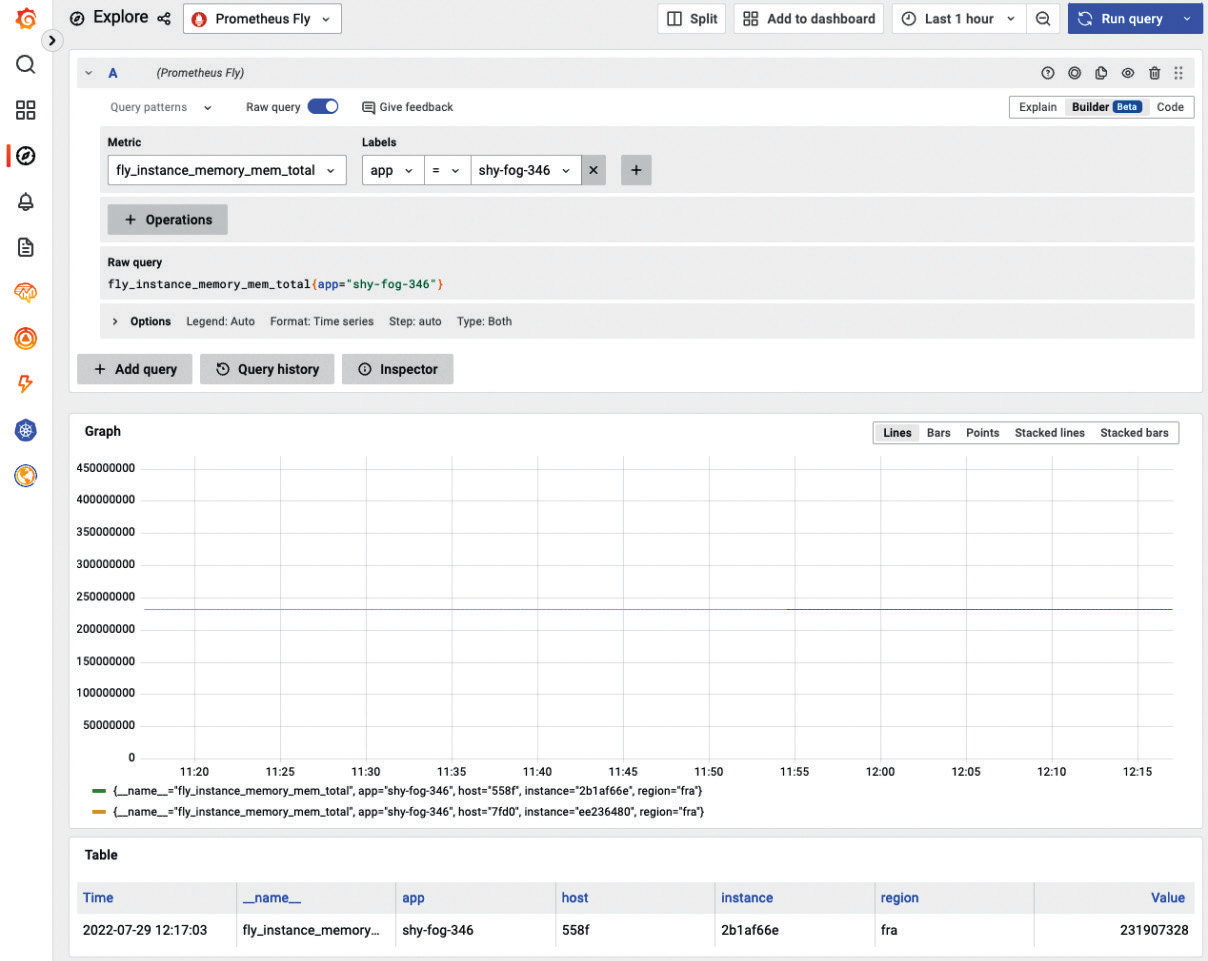 Explore Prometheus Fly Split Add to dashboard Last 1 hour Run query
A (Prometheus Fly)
Query patterns Raw query Give feedback Explain Builder Beta Code
Metric Labels
fly_instance_memory_mem_total app = shy-fog-346 × +
+ Operations
Raw query
fly_instance_memory_mem_total{app="shy-fog-346"}
> Options Legend: Auto Format: Time series Step: auto Type: Both
+ Add query Query history Inspector
Graph Lines Bars Points Stacked lines Stacked bars
450000000
400000000
350000000
300000000
250000000
200000000
150000000
100000000
50000000
0
11:20 11:25 11:30 11:35 11:40 11:45 11:50 11:55 12:00 12:05 12:10 12:15
{__name__="fly_instance_memory_mem_total", app="shy-fog-346", host="558f", instance="2b1af66e", region="fra"}
{__name__="fly_instance_memory_mem_total", app="shy-fog-346", host="7fd0", instance="ee236480", region="fra"}
Table
Time __name__ app host instance region Value
2022-07-29 12:17:03 fly_instance_memory... shy-fog-346 558f 2b1af66e fra 231907328